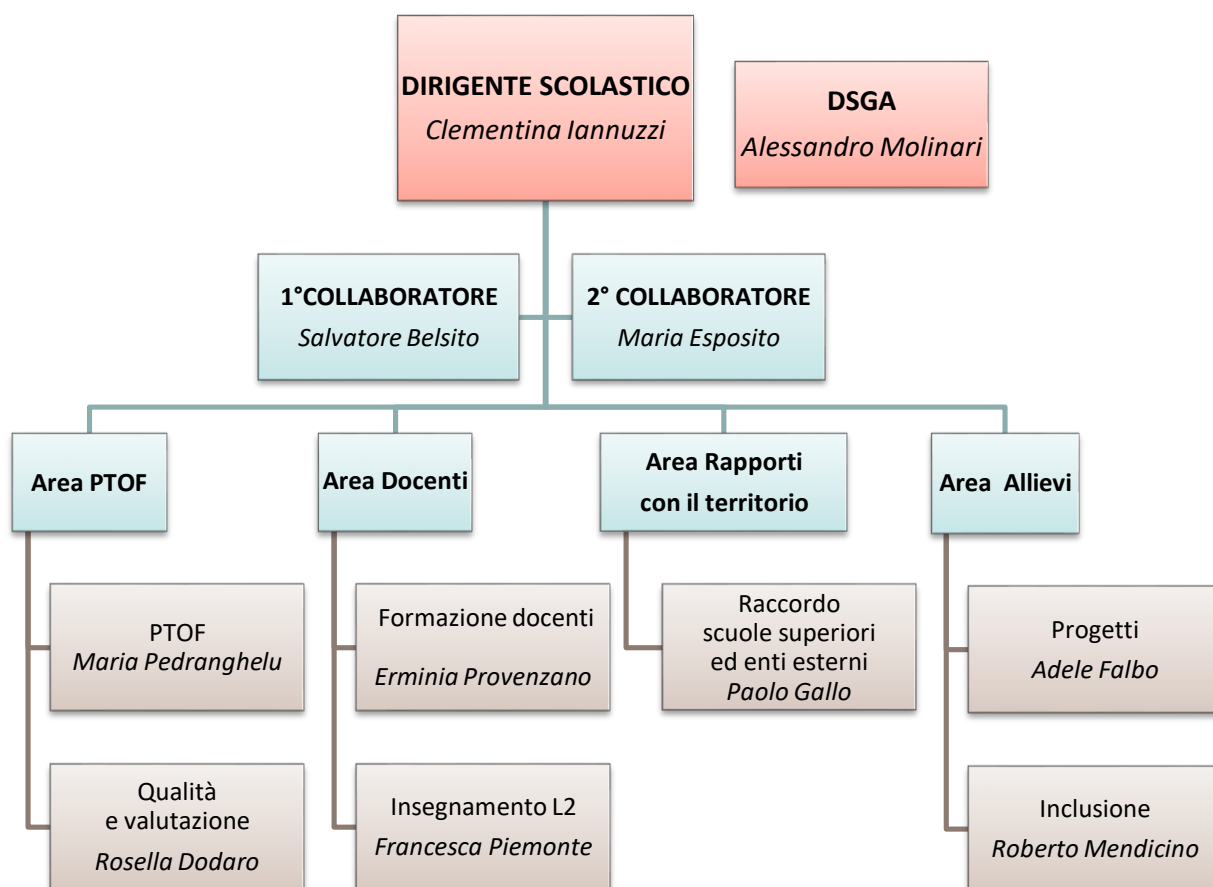 DIRIGENTE SCOLASTICO
Clementina Iannuzzi
DSGA
Alessandro Molinari
1°COLLABORATORE
Salvatore Belsito
2° COLLABORATORE
Maria Esposito
Area PTOF
Area Docenti
Area Rapporti
con il territorio
Area Allievi
PTOF
Maria Pedranghelu
Formazione docenti
Erminia Provenzano
Raccordo
scuole superiori
ed enti esterni
Paolo Gallo
Progetti
Adele Falbo
Qualità
e valutazione
Rosella Dodaro
Insegnamento L2
Francesca Piemonte
Inclusione
Roberto Mendicino